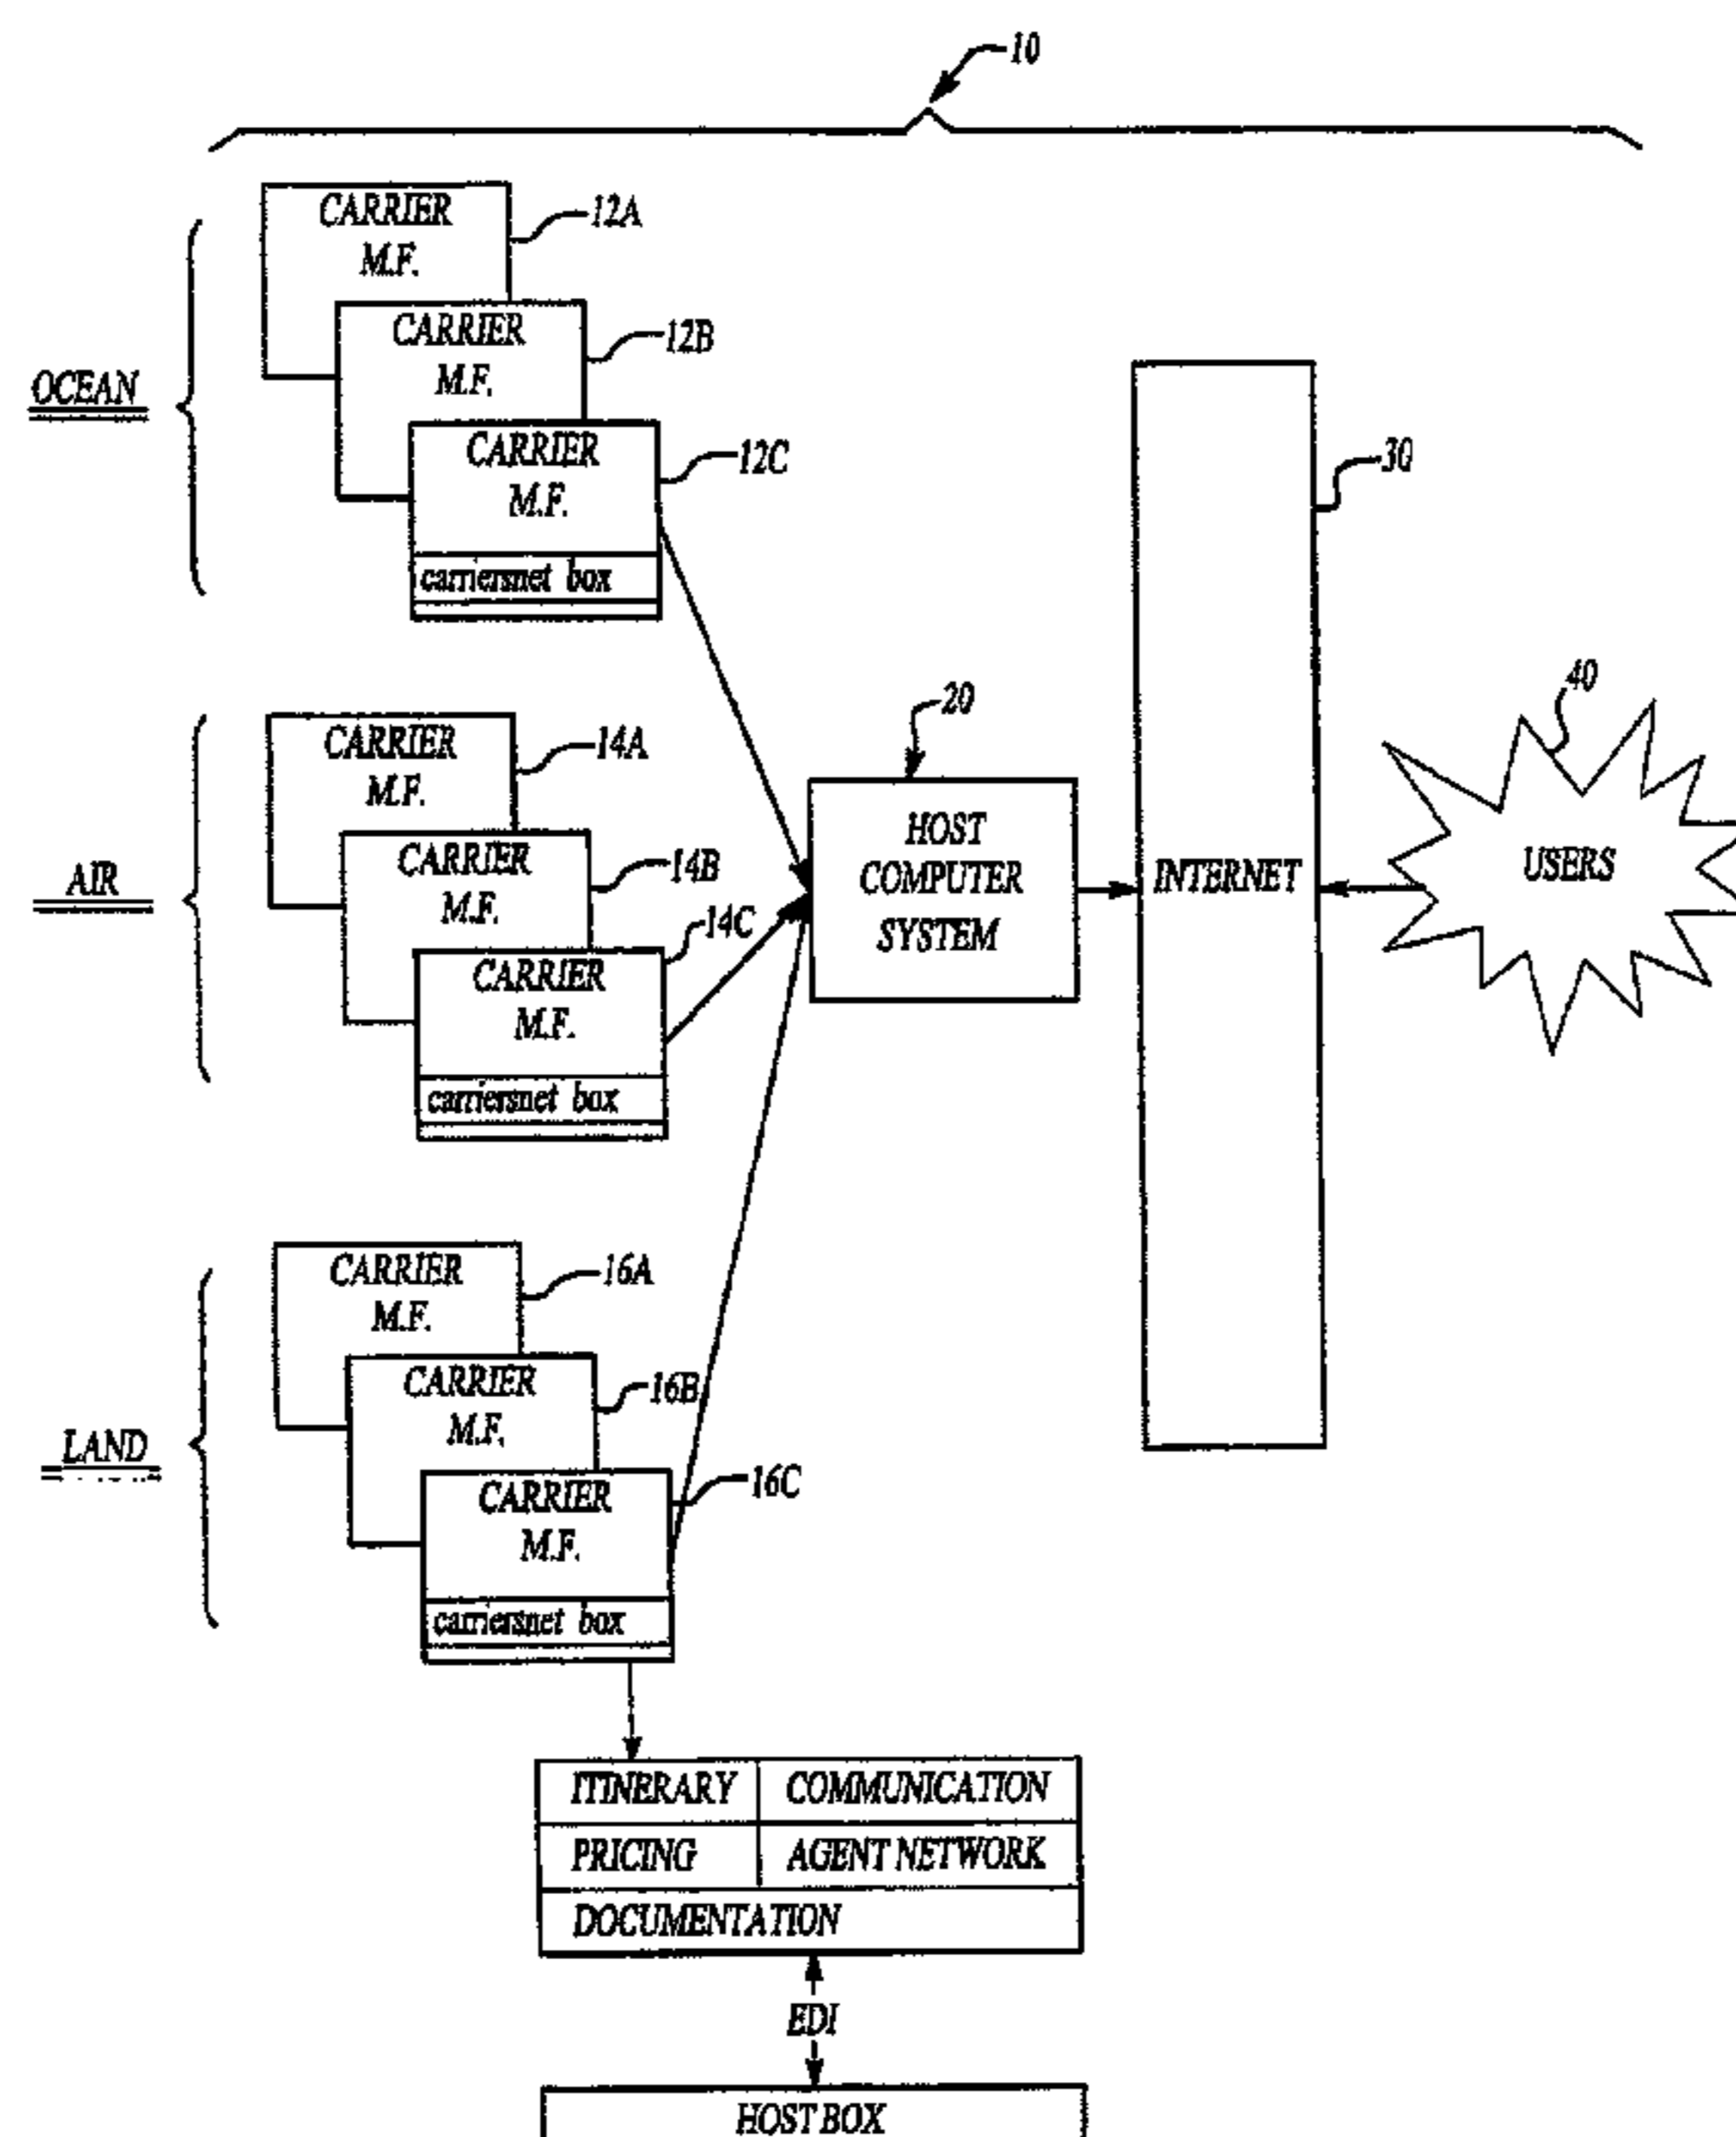 10
CARRIER
M.F.
12A
CARRIER
M.F.
12B
OCEAN
CARRIER
M.F.
12C
carriersnet box
30
CARRIER
M.F.
14A
CARRIER
M.F.
14B
AIR
CARRIER
M.F.
14C
carriersnet box
20
HOST
COMPUTER
SYSTEM
INTERNET
40
USERS
CARRIER
M.F.
16A
CARRIER
M.F.
16B
LAND
CARRIER
M.F.
16C
carriersnet box
ITINERARY COMMUNICATION
PRICING AGENT NETWORK
DOCUMENTATION
EDI
HOST BOX